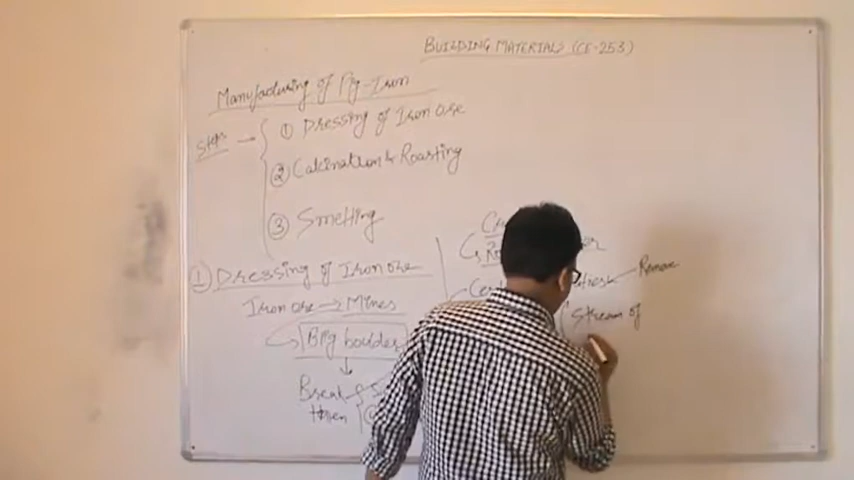 BUILDING MATERIALS (CE-253)
Manufacturing of Pig-Iron
Steps → ① Dressing of Iron ore
② Calcination & Roasting
③ Smelting
① Dressing of Iron ore
Iron ore → Mines
Big boulder
Break
then
Remove
Stream of